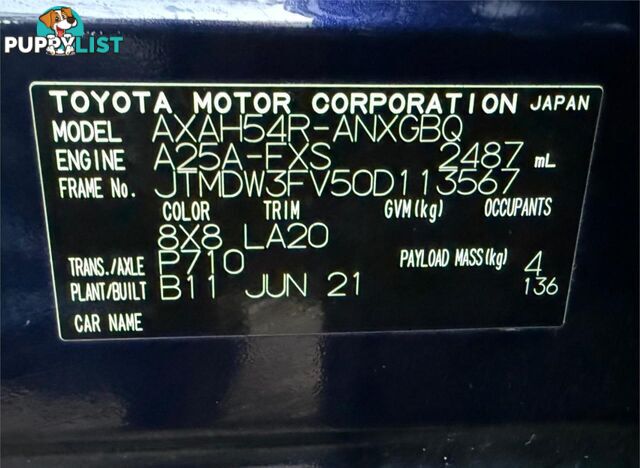 PUPPYLIST
TOYOTA MOTOR CORPORATION JAPAN
MODEL AXAH54R-ANXGBQ
ENGINE A25A-FXS 2487 mL
FRAME No. JTMDW3FV50D113567
COLOR TRIM GVM(kg) OCCUPANTS
8X8 LA20
TRANS./AXLE P710 PAYLOAD MASS(kg) 4
PLANT/BUILT B11 JUN 21 136
CAR NAME